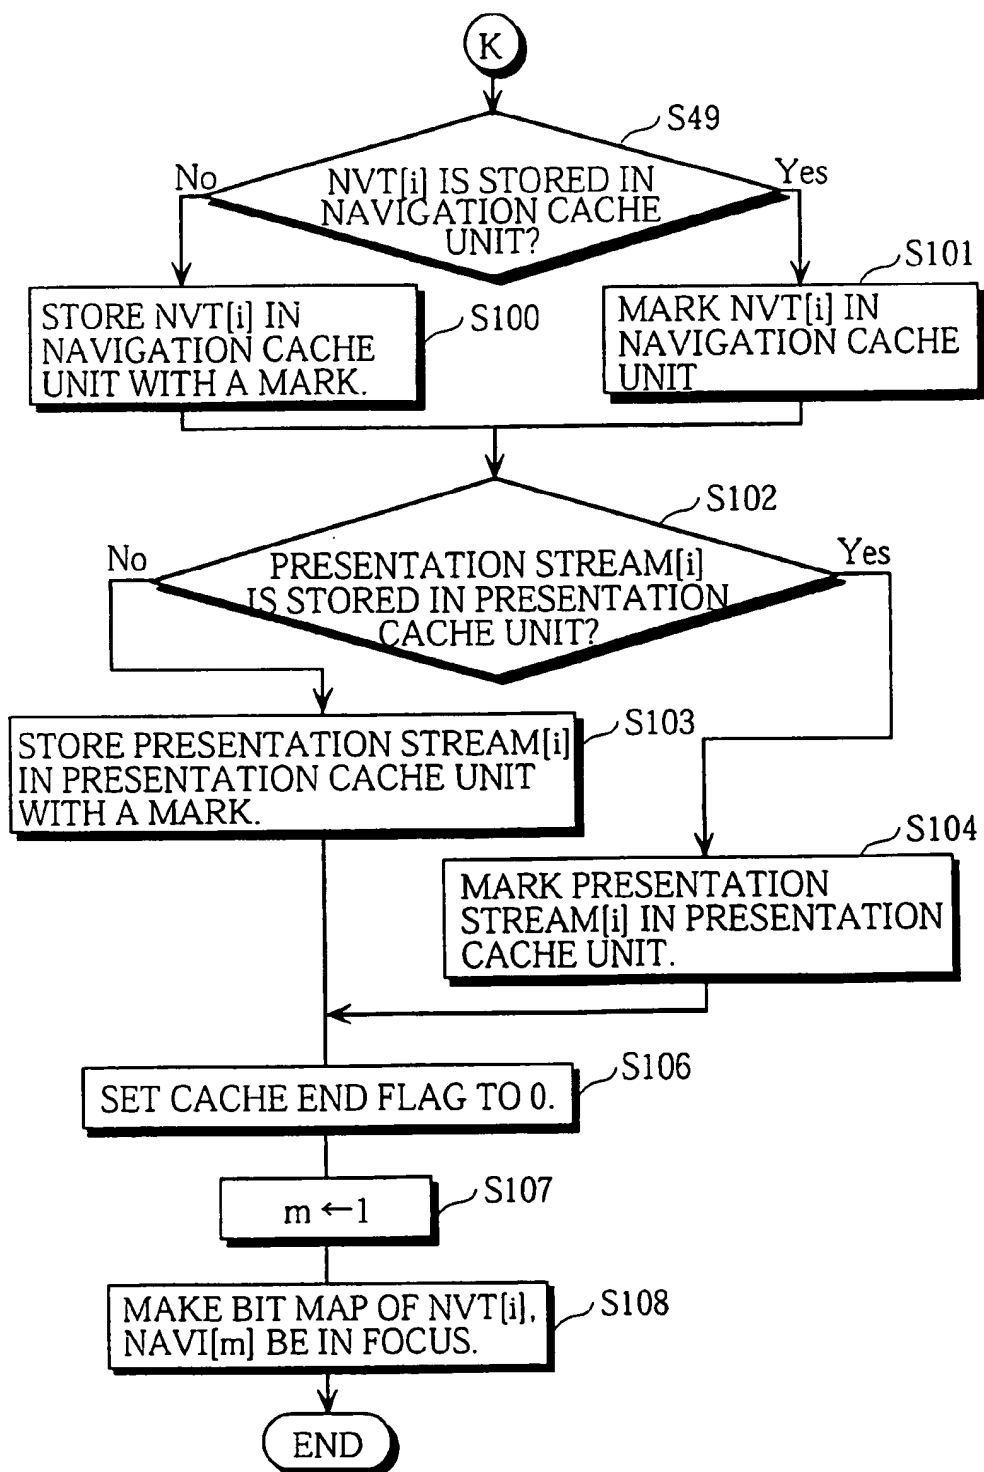 K
S49
No
Yes
NVT[i] IS STORED IN
NAVIGATION CACHE
UNIT?
S101
STORE NVT[i] IN
NAVIGATION CACHE
UNIT WITH A MARK.
S100
MARK NVT[i] IN
NAVIGATION CACHE
UNIT
S102
No
Yes
PRESENTATION STREAM[i]
IS STORED IN PRESENTATION
CACHE UNIT?
S103
STORE PRESENTATION STREAM[i]
IN PRESENTATION CACHE UNIT
WITH A MARK.
S104
MARK PRESENTATION
STREAM[i] IN PRESENTATION
CACHE UNIT.
S106
SET CACHE END FLAG TO 0.
S107
m ←1
S108
MAKE BIT MAP OF NVT[i],
NAVI[m] BE IN FOCUS.
END